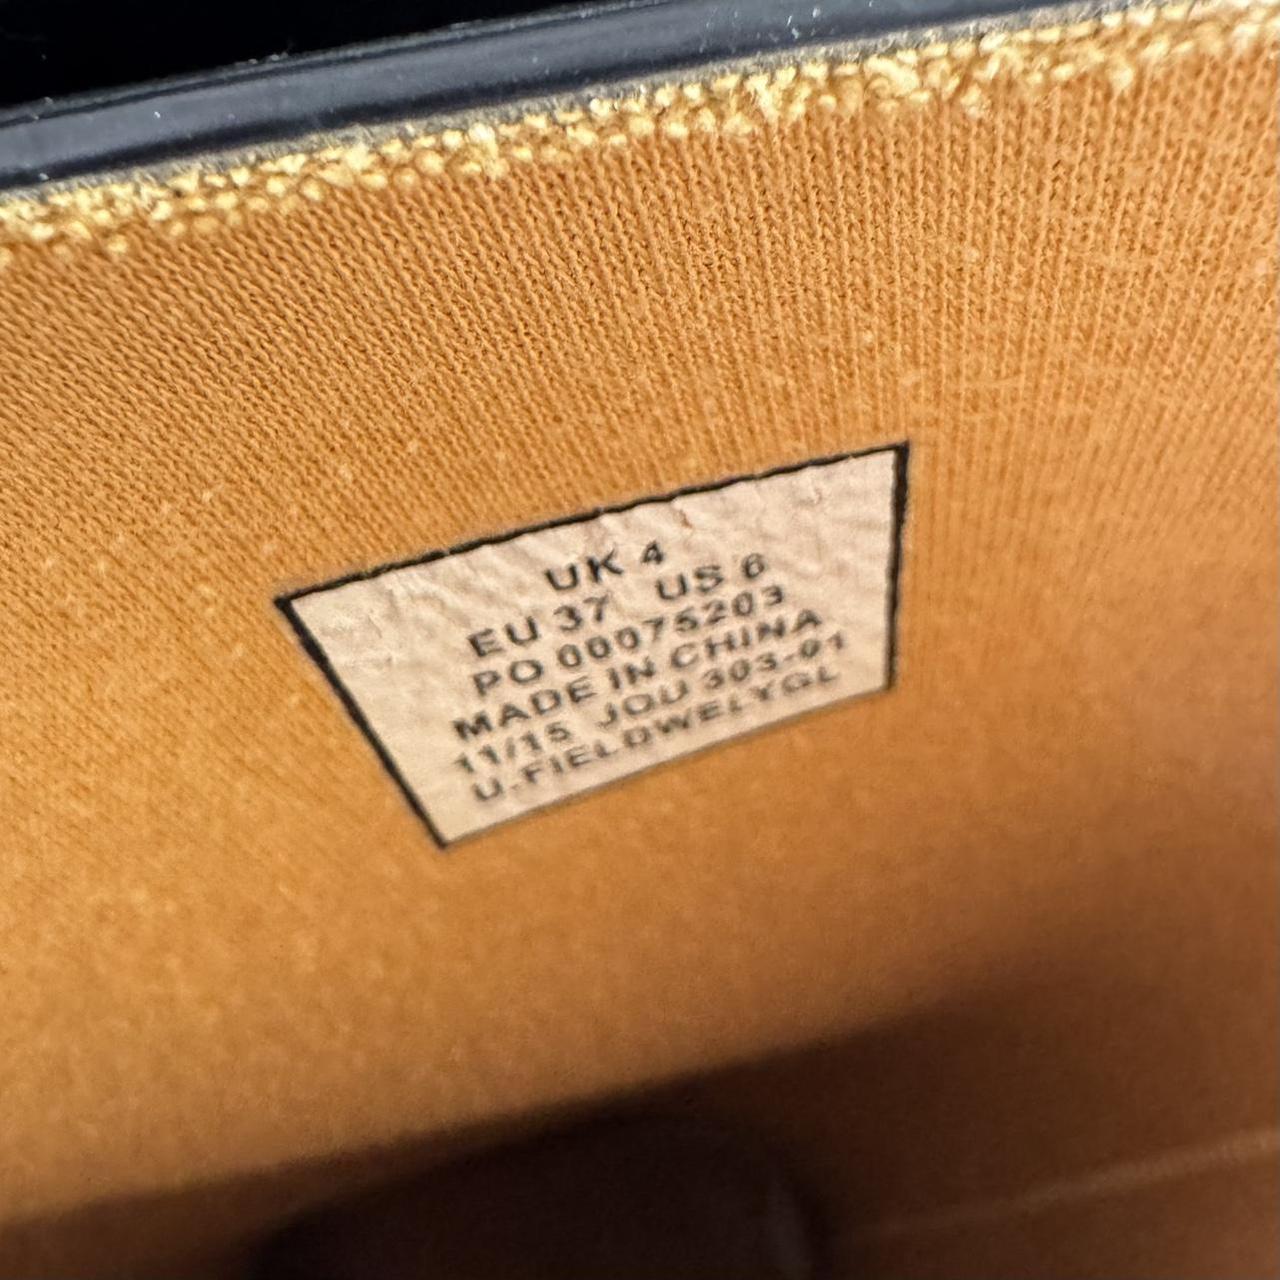 UK 4
EU 37 US 6
PO 00075203
MADE IN CHINA
11/15 JOU 303-01
U.FIELDWELYGL